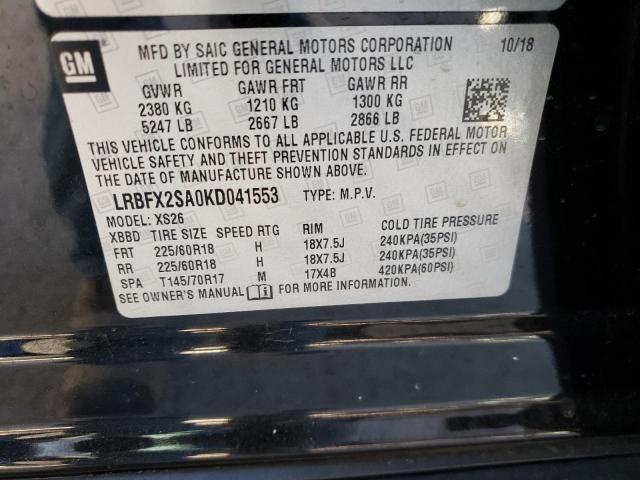 GM
MFD BY SAIC GENERAL MOTORS CORPORATION 10/18
LIMITED FOR GENERAL MOTORS LLC
GVWR GAWR FRT GAWR RR
2380 KG 1210 KG 1300 KG
5247 LB 2667 LB 2866 LB
THIS VEHICLE CONFORMS TO ALL APPLICABLE U.S. FEDERAL MOTOR
VEHICLE SAFETY AND THEFT PREVENTION STANDARDS IN EFFECT ON
THE DATE OF MANUFACTURE SHOWN ABOVE.
LRBFX2SA0KD041553 TYPE: M.P.V.
MODEL: XS26
XBBD TIRE SIZE SPEED RTG RIM COLD TIRE PRESSURE
FRT 225/60R18 H 18X7.5J 240KPA(35PSI)
RR 225/60R18 H 18X7.5J 240KPA(35PSI)
SPA T145/70R17 M 17X4B 420KPA(60PSI)
SEE OWNER'S MANUAL FOR MORE INFORMATION